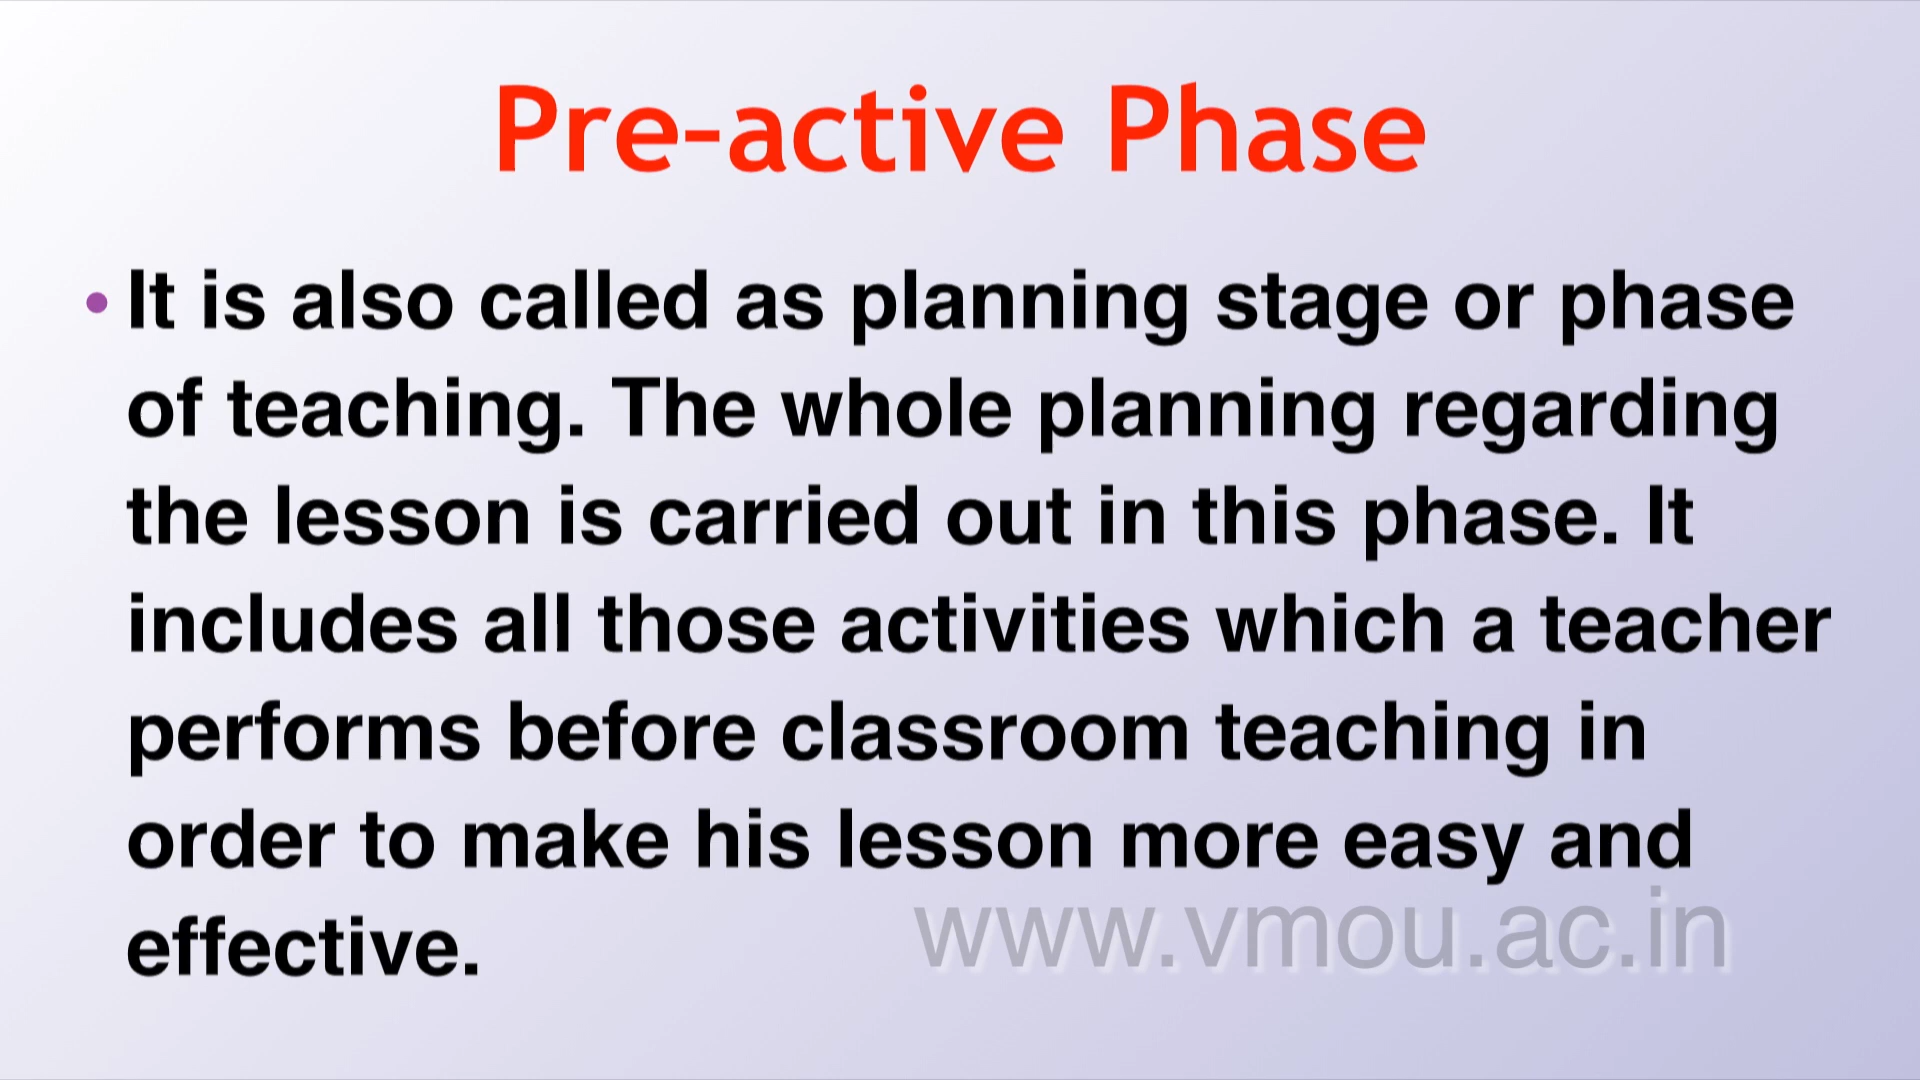 Pre-active Phase
• It is also called as planning stage or phase
of teaching. The whole planning regarding
the lesson is carried out in this phase. It
includes all those activities which a teacher
performs before classroom teaching in
order to make his lesson more easy and
effective.
www.vmou.ac.in